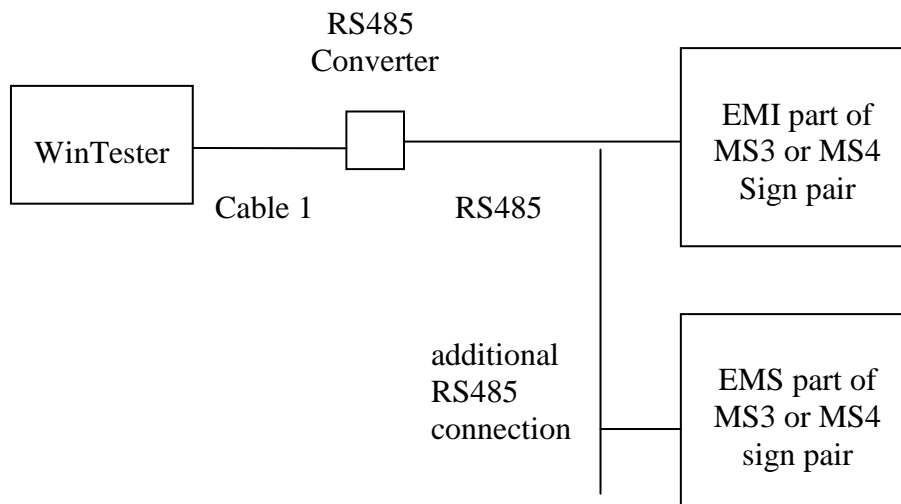 RS485
Converter
WinTester
EMI part of
MS3 or MS4
Sign pair
Cable 1
RS485
additional
RS485
connection
EMS part of
MS3 or MS4
sign pair